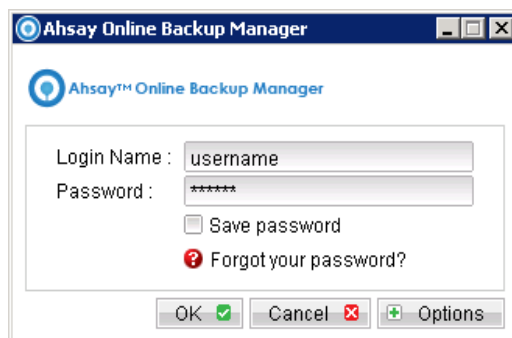 Ahsay Online Backup Manager
Ahsay™ Online Backup Manager
Login Name : username
Password : ******
Save password
? Forgot your password?
OK Cancel + Options